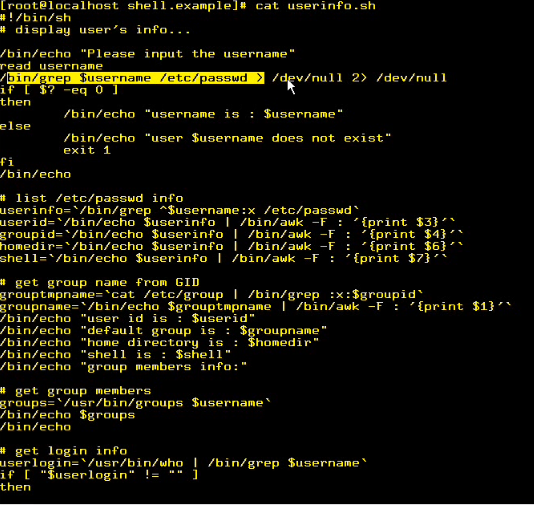 [root@localhost shell.example]# cat userinfo.sh
#!/bin/sh
# display user's info...
/bin/echo "Please input the username"
read username
/bin/grep $username /etc/passwd > /dev/null 2> /dev/null
if [ $? -eq 0 ]
then
/bin/echo "username is : $username"
else
/bin/echo "user $username does not exist"
exit 1
fi
/bin/echo
# list /etc/passwd info
userinfo=`/bin/grep ^$username:x /etc/passwd`
userid=`/bin/echo $userinfo | /bin/awk -F : '{print $3}'`
groupid=`/bin/echo $userinfo | /bin/awk -F : '{print $4}'`
homedir=`/bin/echo $userinfo | /bin/awk -F : '{print $6}'`
shell=`/bin/echo $userinfo | /bin/awk -F : '{print $7}'`
# get group name from GID
grouptmpname=`cat /etc/group | /bin/grep :x:$groupid`
groupname=`/bin/echo $grouptmpname | /bin/awk -F : '{print $1}'`
/bin/echo "user id is : $userid"
/bin/echo "default group is : $groupname"
/bin/echo "home directory is : $homedir"
/bin/echo "shell is : $shell"
/bin/echo "group members info:"
# get group members
groups=`/usr/bin/groups $username`
/bin/echo $groups
/bin/echo
# get login info
userlogin=`/usr/bin/who | /bin/grep $username`
if [ "$userlogin" != "" ]
then